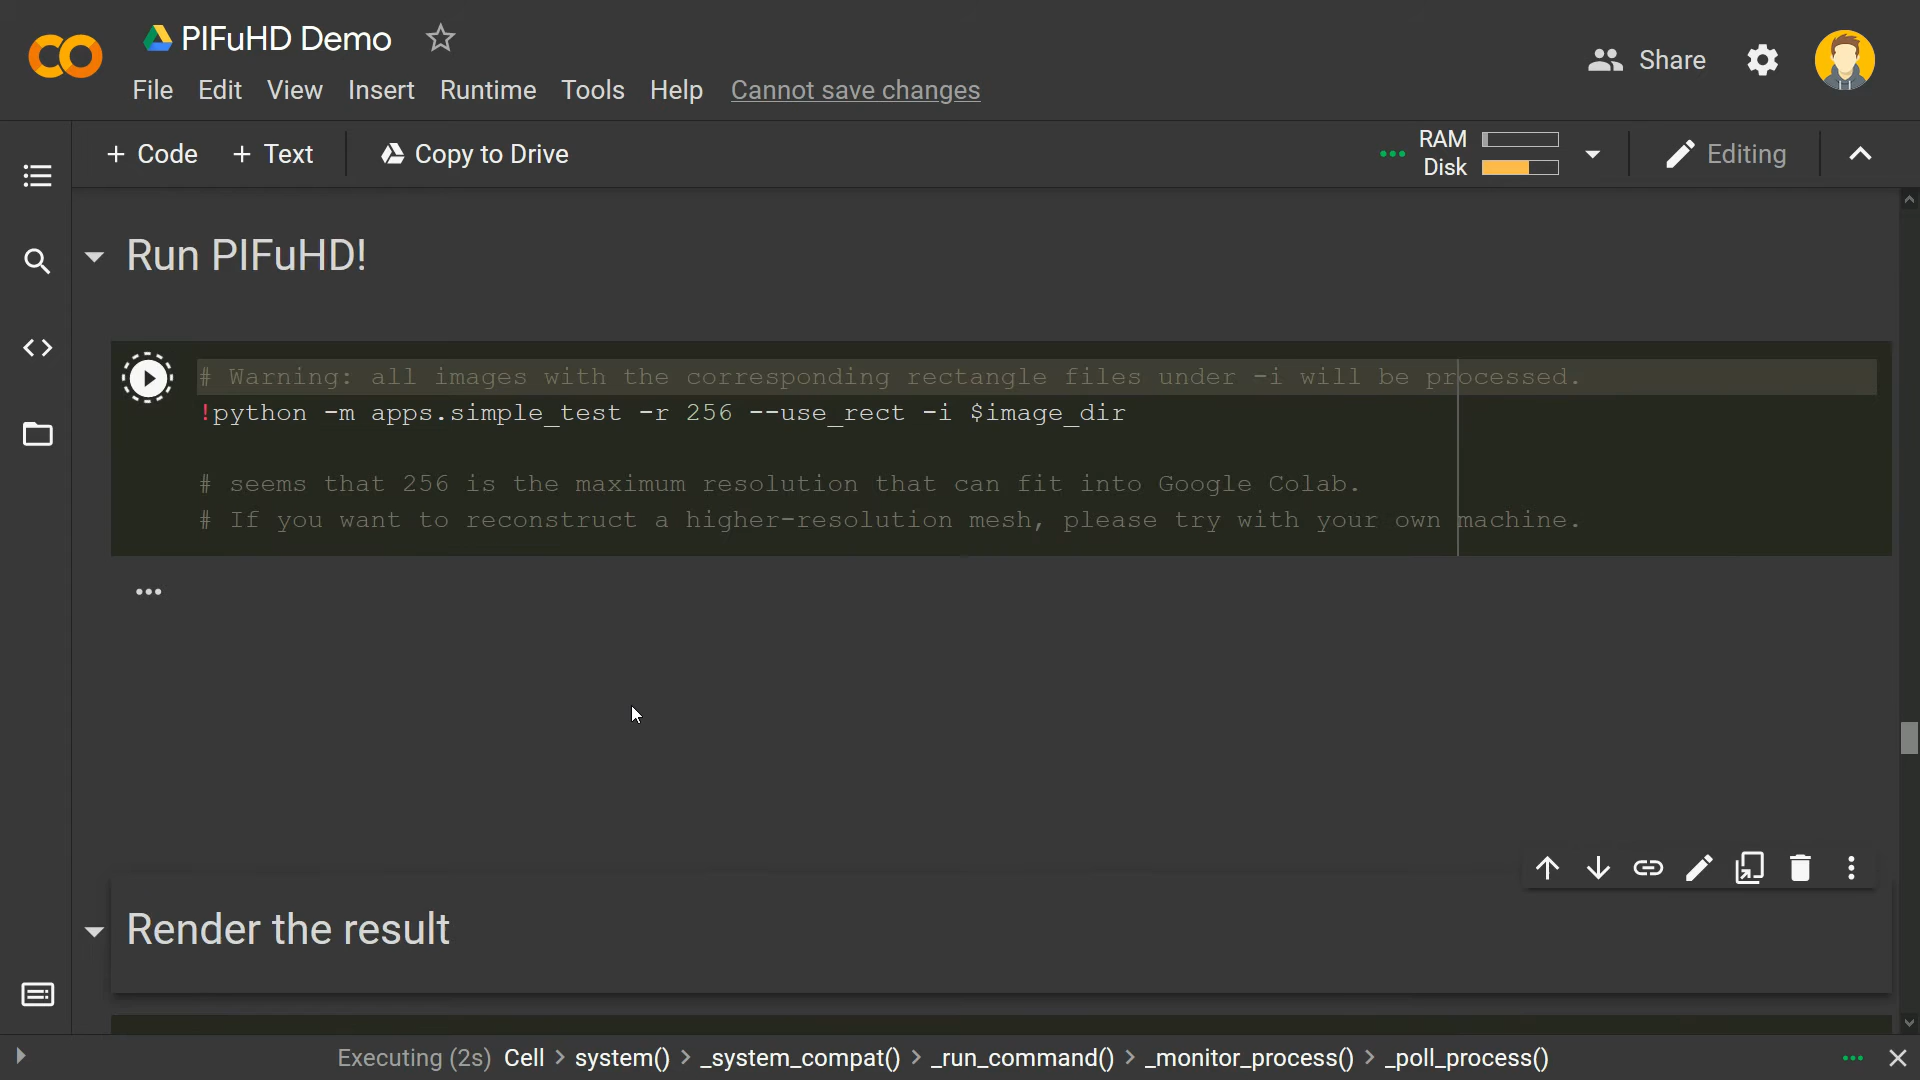 PIFuHD Demo
File Edit View Insert Runtime Tools Help Cannot save changes
Share
+ Code + Text Copy to Drive
RAM
Disk
Editing
Run PIFuHD!
# Warning: all images with the corresponding rectangle files under -i will be processed.
!python -m apps.simple_test -r 256 --use_rect -i $image_dir
# seems that 256 is the maximum resolution that can fit into Google Colab.
# If you want to reconstruct a higher-resolution mesh, please try with your own machine.
Render the result
Executing (2s) Cell > system() > _system_compat() > _run_command() > _monitor_process() > _poll_process()